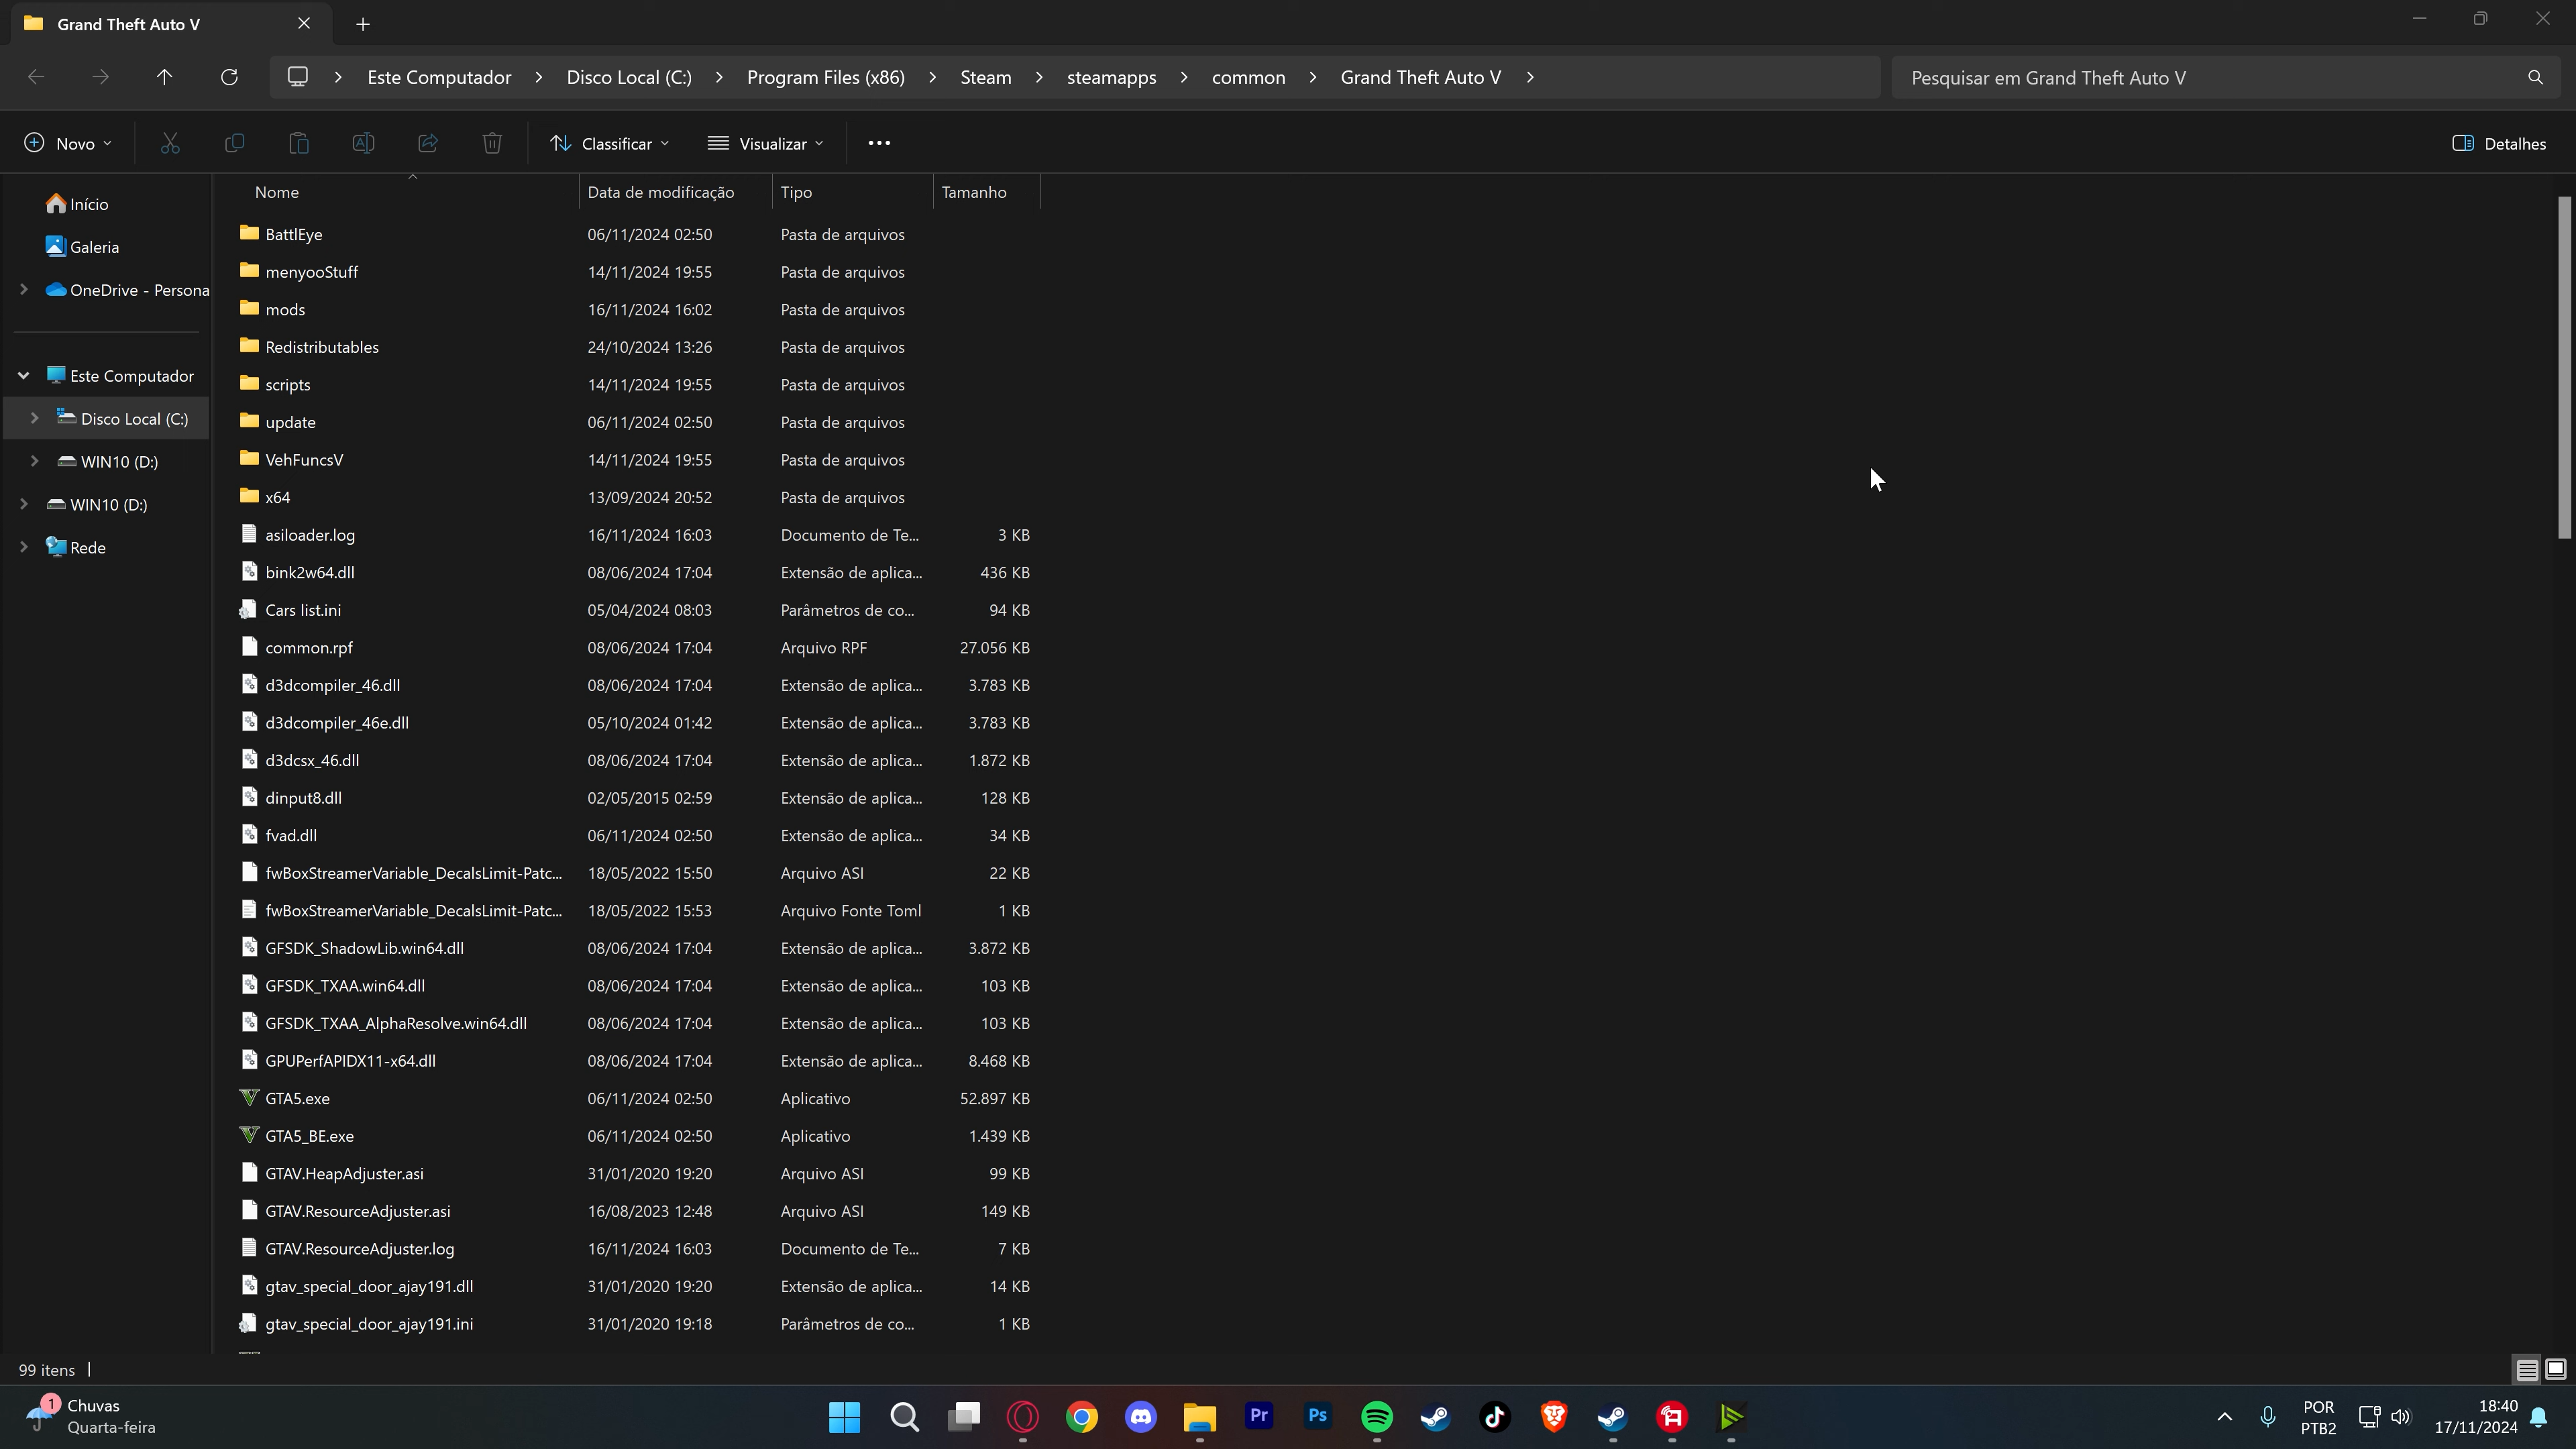 Grand Theft Auto V
Este Computador > Disco Local (C:) > Program Files (x86) > Steam > steamapps > common > Grand Theft Auto V >
Pesquisar em Grand Theft Auto V
Novo
Classificar
Visualizar
Detalhes
Início
Galeria
OneDrive - Persona
Este Computador
Disco Local (C:)
WIN10 (D:)
WIN10 (D:)
Rede
Nome Data de modificação Tipo Tamanho
BattlEye 06/11/2024 02:50 Pasta de arquivos
menyooStuff 14/11/2024 19:55 Pasta de arquivos
mods 16/11/2024 16:02 Pasta de arquivos
Redistributables 24/10/2024 13:26 Pasta de arquivos
scripts 14/11/2024 19:55 Pasta de arquivos
update 06/11/2024 02:50 Pasta de arquivos
VehFuncsV 14/11/2024 19:55 Pasta de arquivos
x64 13/09/2024 20:52 Pasta de arquivos
asiloader.log 16/11/2024 16:03 Documento de Te... 3 KB
bink2w64.dll 08/06/2024 17:04 Extensão de aplica... 436 KB
Cars list.ini 05/04/2024 08:03 Parâmetros de co... 94 KB
common.rpf 08/06/2024 17:04 Arquivo RPF 27.056 KB
d3dcompiler_46.dll 08/06/2024 17:04 Extensão de aplica... 3.783 KB
d3dcompiler_46e.dll 05/10/2024 01:42 Extensão de aplica... 3.783 KB
d3dcsx_46.dll 08/06/2024 17:04 Extensão de aplica... 1.872 KB
dinput8.dll 02/05/2015 02:59 Extensão de aplica... 128 KB
fvad.dll 06/11/2024 02:50 Extensão de aplica... 34 KB
fwBoxStreamerVariable_DecalsLimit-Patc... 18/05/2022 15:50 Arquivo ASI 22 KB
fwBoxStreamerVariable_DecalsLimit-Patc... 18/05/2022 15:53 Arquivo Fonte Toml 1 KB
GFSDK_ShadowLib.win64.dll 08/06/2024 17:04 Extensão de aplica... 3.872 KB
GFSDK_TXAA.win64.dll 08/06/2024 17:04 Extensão de aplica... 103 KB
GFSDK_TXAA_AlphaResolve.win64.dll 08/06/2024 17:04 Extensão de aplica... 103 KB
GPUPerfAPIDX11-x64.dll 08/06/2024 17:04 Extensão de aplica... 8.468 KB
GTA5.exe 06/11/2024 02:50 Aplicativo 52.897 KB
GTA5_BE.exe 06/11/2024 02:50 Aplicativo 1.439 KB
GTAV.HeapAdjuster.asi 31/01/2020 19:20 Arquivo ASI 99 KB
GTAV.ResourceAdjuster.asi 16/08/2023 12:48 Arquivo ASI 149 KB
GTAV.ResourceAdjuster.log 16/11/2024 16:03 Documento de Te... 7 KB
gtav_special_door_ajay191.dll 31/01/2020 19:20 Extensão de aplica... 14 KB
gtav_special_door_ajay191.ini 31/01/2020 19:18 Parâmetros de co... 1 KB
99 itens
1
Chuvas
Quarta-feira
Pr
Ps
POR
PTB2
18:40
17/11/2024